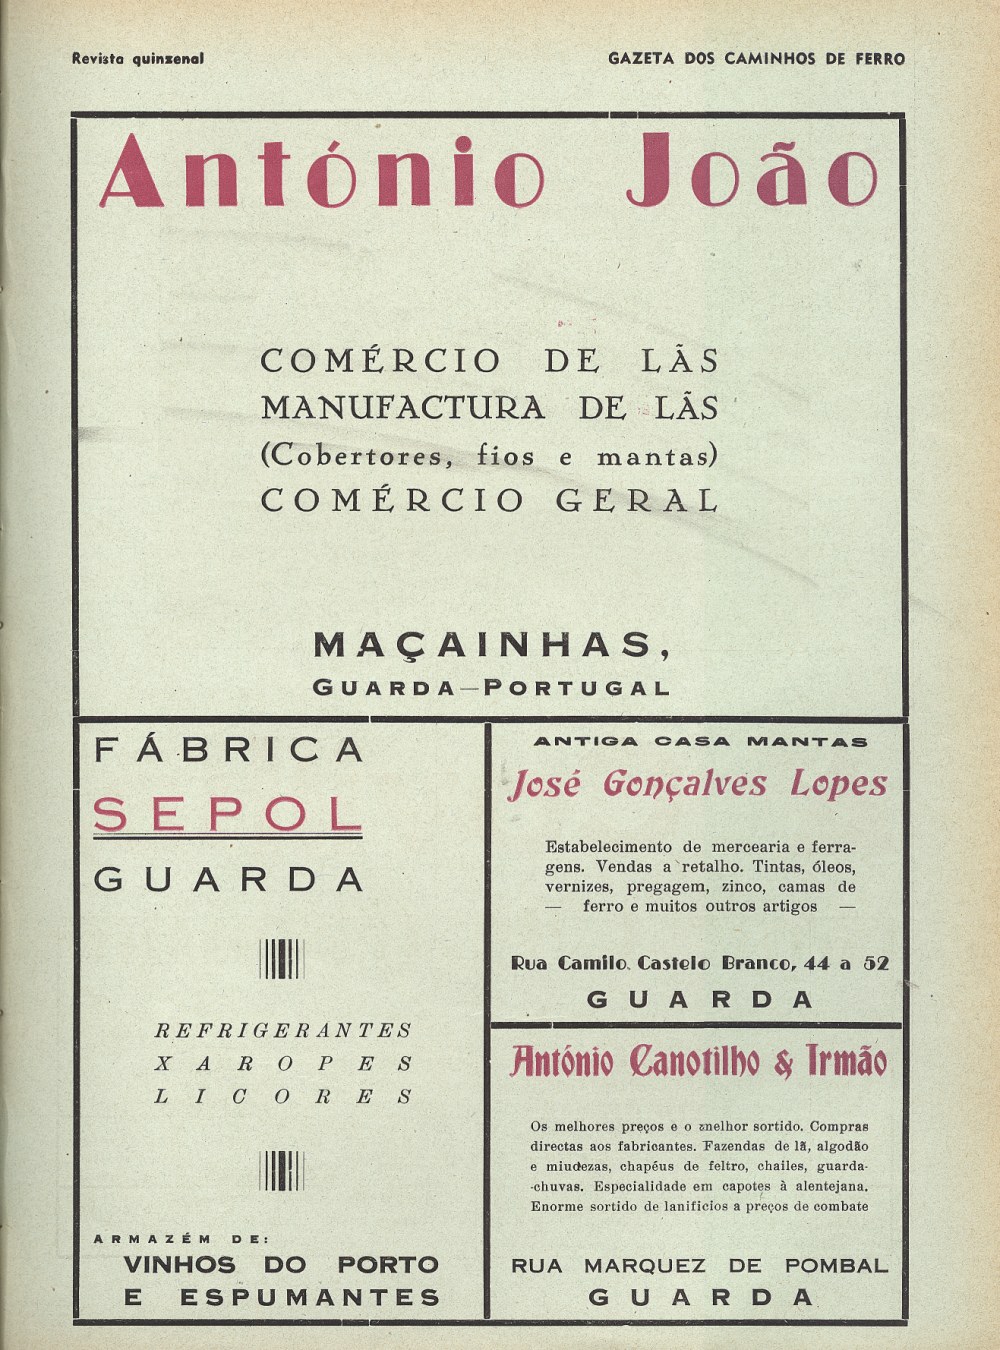 Revista quinzenal
GAZETA DOS CAMINHOS DE FERRO
António João
COMÉRCIO DE LÃS
MANUFACTURA DE LÃS
(Cobertores, fios e mantas)
COMÉRCIO GERAL
MAÇAINHAS,
GUARDA—PORTUGAL
FÁBRICA
SEPOL
GUARDA
REFRIGERANTES
XAROPES
LICORES
ARMAZÉM DE:
VINHOS DO PORTO
E ESPUMANTES
ANTIGA CASA MANTAS
José Gonçalves Lopes
Estabelecimento de mercearia e ferra-
gens. Vendas a retalho. Tintas, óleos,
vernizes, pregagem, zinco, camas de
— ferro e muitos outros artigos —
Rua Camilo Castelo Branco, 44 a 52
GUARDA
António Canotilho & Irmão
Os melhores preços e o melhor sortido. Compras
directas aos fabricantes. Fazendas de lã, algodão
e miudezas, chapéus de feltro, chailes, guarda-
-chuvas. Especialidade em capotes à alentejana.
Enorme sortido de lanifícios a preços de combate
RUA MARQUEZ DE POMBAL
GUARDA